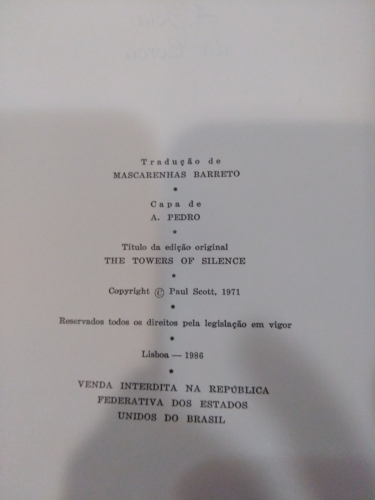 Tradução de
MASCARENHAS BARRETO
*
Capa de
A. PEDRO
*
Título da edição original
THE TOWERS OF SILENCE
*
Copyright © Paul Scott, 1971
*
Reservados todos os direitos pela legislação em vigor
*
Lisboa — 1986
*
VENDA INTERDITA NA REPÚBLICA
FEDERATIVA DOS ESTADOS
UNIDOS DO BRASIL